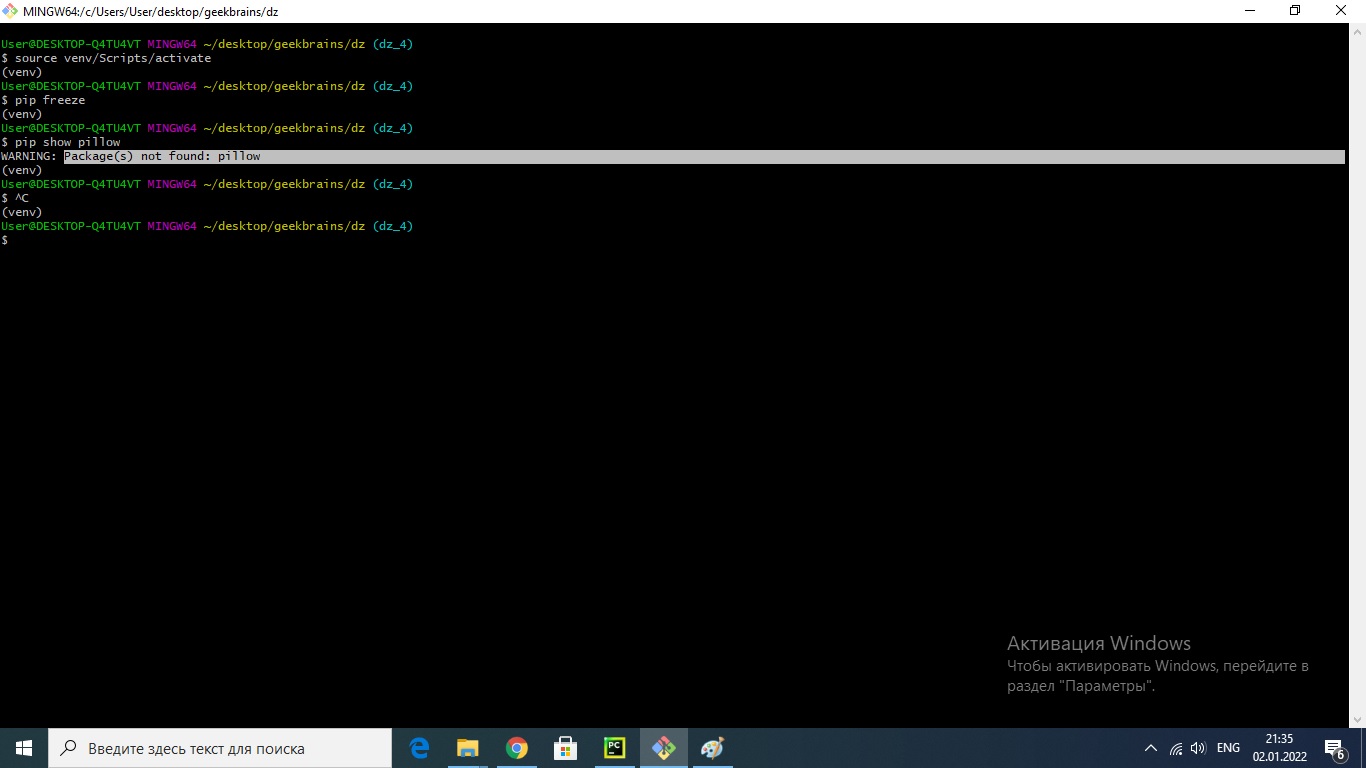 MINGW64:/c/Users/User/desktop/geekbrains/dz
User@DESKTOP-Q4TU4VT MINGW64 ~/desktop/geekbrains/dz (dz_4)
$ source venv/Scripts/activate
(venv)
User@DESKTOP-Q4TU4VT MINGW64 ~/desktop/geekbrains/dz (dz_4)
$ pip freeze
(venv)
User@DESKTOP-Q4TU4VT MINGW64 ~/desktop/geekbrains/dz (dz_4)
$ pip show pillow
WARNING: Package(s) not found: pillow
(venv)
User@DESKTOP-Q4TU4VT MINGW64 ~/desktop/geekbrains/dz (dz_4)
$ ^C
(venv)
User@DESKTOP-Q4TU4VT MINGW64 ~/desktop/geekbrains/dz (dz_4)
$
Активация Windows
Чтобы активировать Windows, перейдите в
раздел "Параметры".
Введите здесь текст для поиска
PC
ENG
21:35
02.01.2022
6